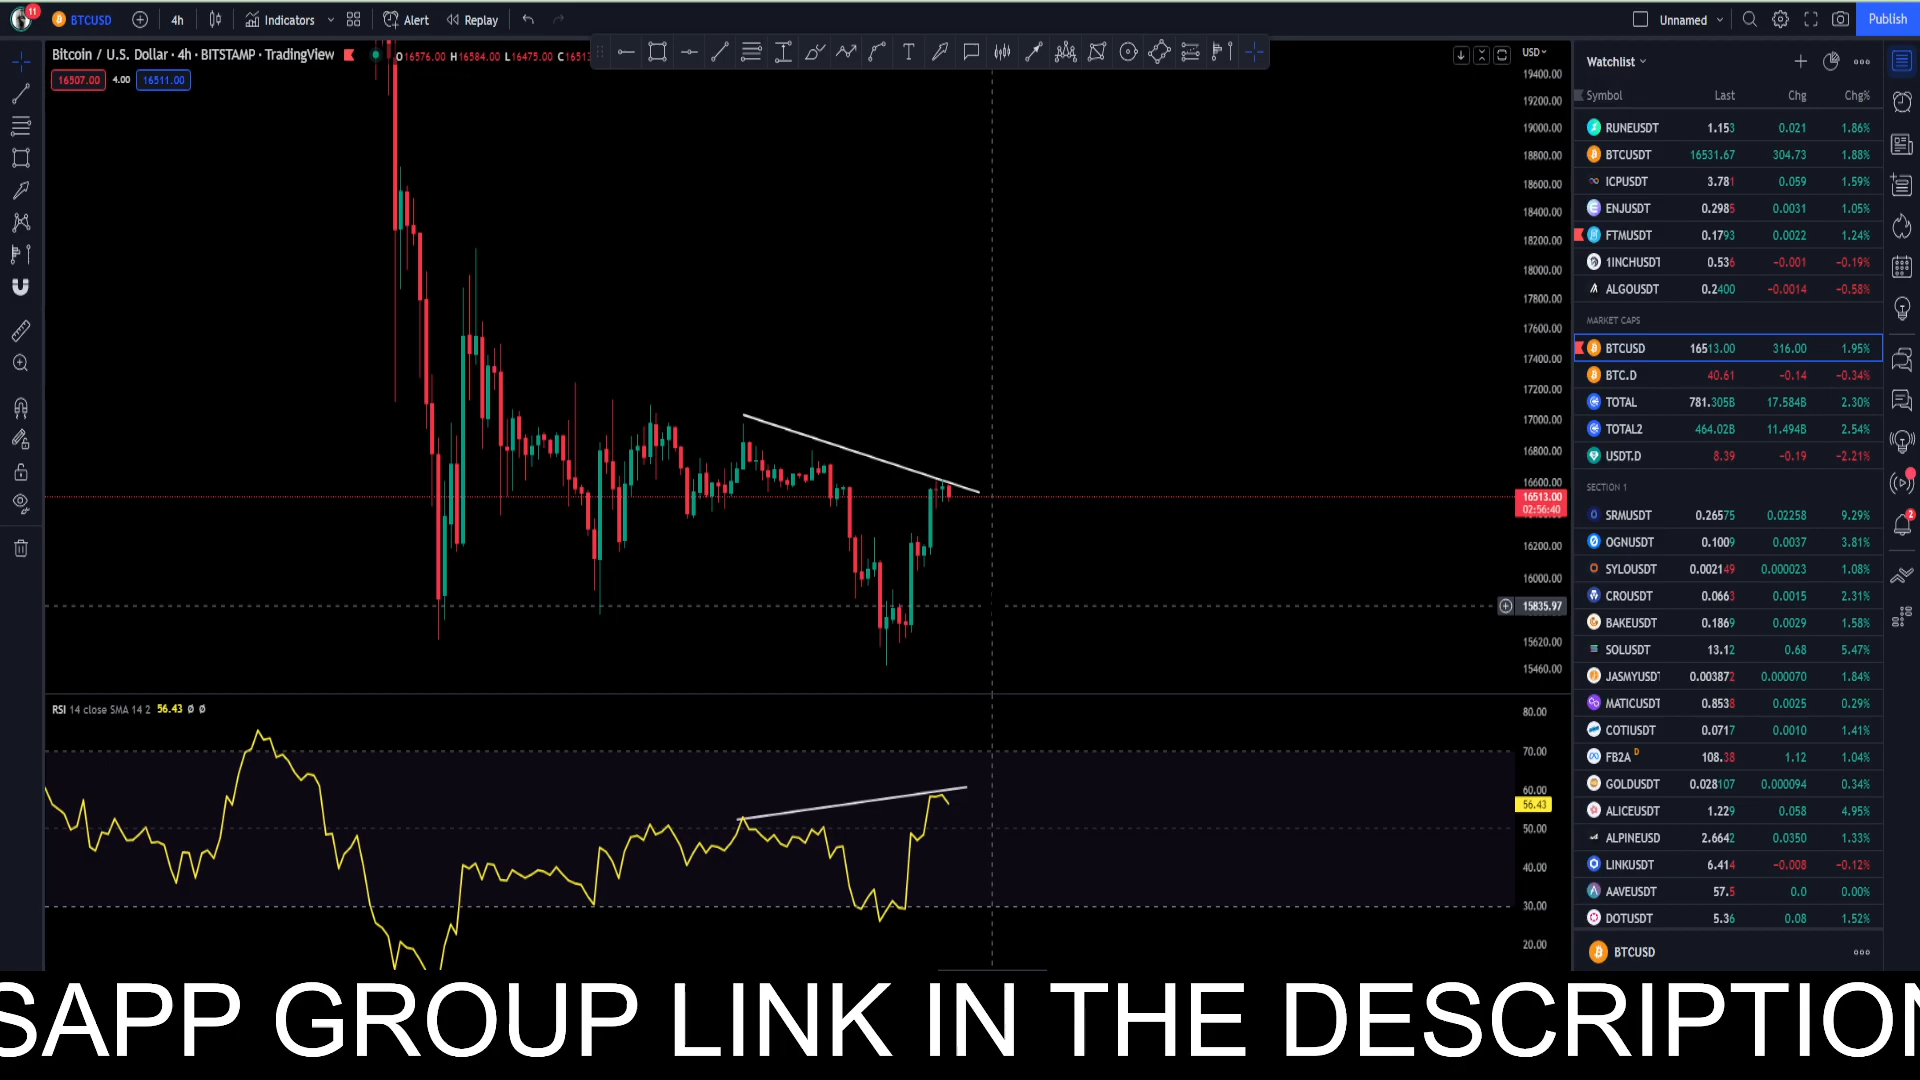 11 BTCUSD 4h Indicators Alert Replay Unnamed Publish
Bitcoin / U.S. Dollar · 4h · BITSTAMP · TradingView O16576.00 H16584.00 L16475.00 C16513
16507.00 4.00 16511.00
USD
19400.00
19200.00
19000.00
18800.00
18600.00
18400.00
18200.00
18000.00
17800.00
17600.00
17400.00
17200.00
17000.00
16800.00
16600.00
16513.00
02:56:40
16200.00
16000.00
15835.97
15620.00
15460.00
RSI 14 close SMA 14 2 56.43 Ø Ø
80.00
70.00
60.00
56.43
50.00
40.00
30.00
20.00
Watchlist
Symbol Last Chg Chg%
RUNEUSDT 1.153 0.021 1.86%
BTCUSDT 16531.67 304.73 1.88%
ICPUSDT 3.781 0.059 1.59%
ENJUSDT 0.2985 0.0031 1.05%
FTMUSDT 0.1793 0.0022 1.24%
1INCHUSDT 0.536 −0.001 −0.19%
ALGOUSDT 0.2400 −0.0014 −0.58%
MARKET CAPS
BTCUSD 16513.00 316.00 1.95%
BTC.D 40.61 −0.14 −0.34%
TOTAL 781.305B 17.584B 2.30%
TOTAL2 464.02B 11.494B 2.54%
USDT.D 8.39 −0.19 −2.21%
SECTION 1
SRMUSDT 0.26575 0.02258 9.29%
OGNUSDT 0.1009 0.0037 3.81%
SYLOUSDT 0.002149 0.000023 1.08%
CROUSDT 0.0663 0.0015 2.31%
BAKEUSDT 0.1869 0.0029 1.58%
SOLUSDT 13.12 0.68 5.47%
JASMYUSDT 0.003872 0.000070 1.84%
MATICUSDT 0.8538 0.0025 0.29%
COTIUSDT 0.0717 0.0010 1.41%
FB2A D 108.38 1.12 1.04%
GOLDUSDT 0.028107 0.000094 0.34%
ALICEUSDT 1.229 0.058 4.95%
ALPINEUSD 2.6642 0.0350 1.33%
LINKUSDT 6.414 −0.008 −0.12%
AAVEUSDT 57.5 0.0 0.00%
DOTUSDT 5.36 0.08 1.52%
BTCUSD
2
SAPP GROUP LINK IN THE DESCRIPTION